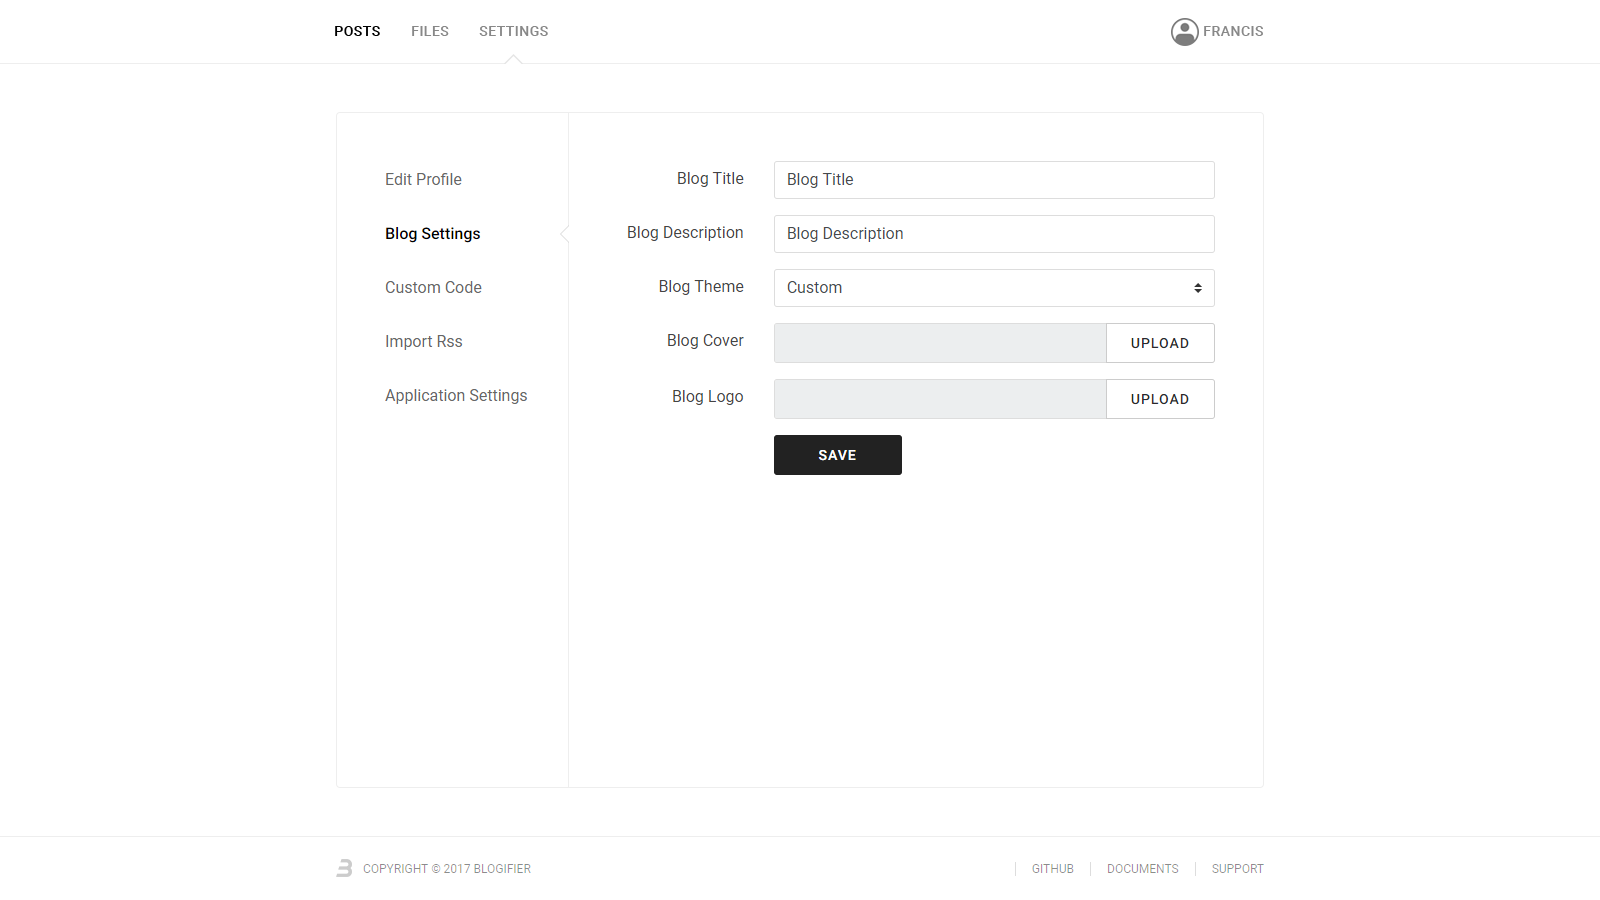 POSTS FILES SETTINGS FRANCIS
Edit Profile
Blog Settings
Custom Code
Import Rss
Application Settings
Blog Title Blog Title
Blog Description Blog Description
Blog Theme Custom
Blog Cover UPLOAD
Blog Logo UPLOAD
SAVE
COPYRIGHT © 2017 BLOGIFIER GITHUB DOCUMENTS SUPPORT